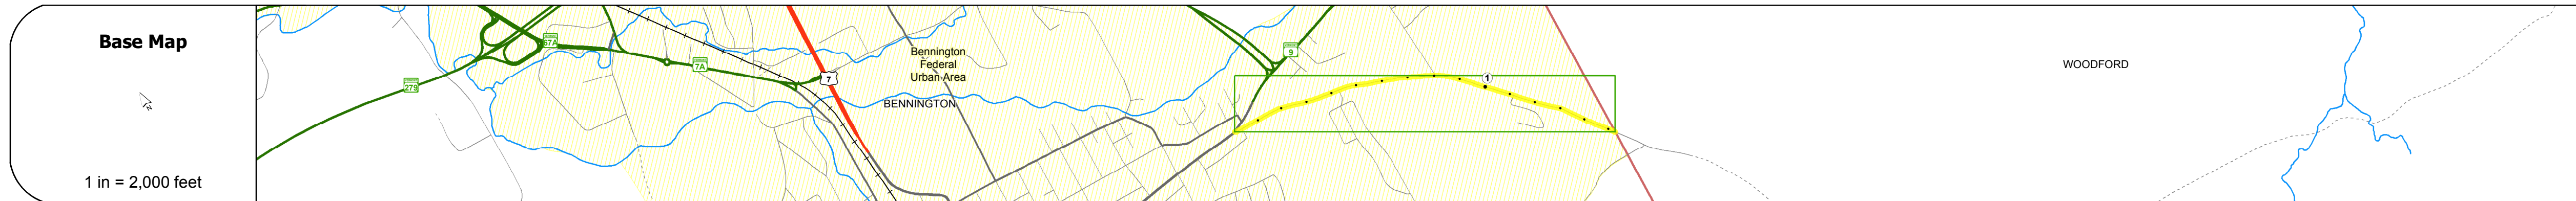 Base Map
1 in = 2,000 feet
279
67A
7A
7
Bennington
Federal
Urban Area
BENNINGTON
9
1
WOODFORD